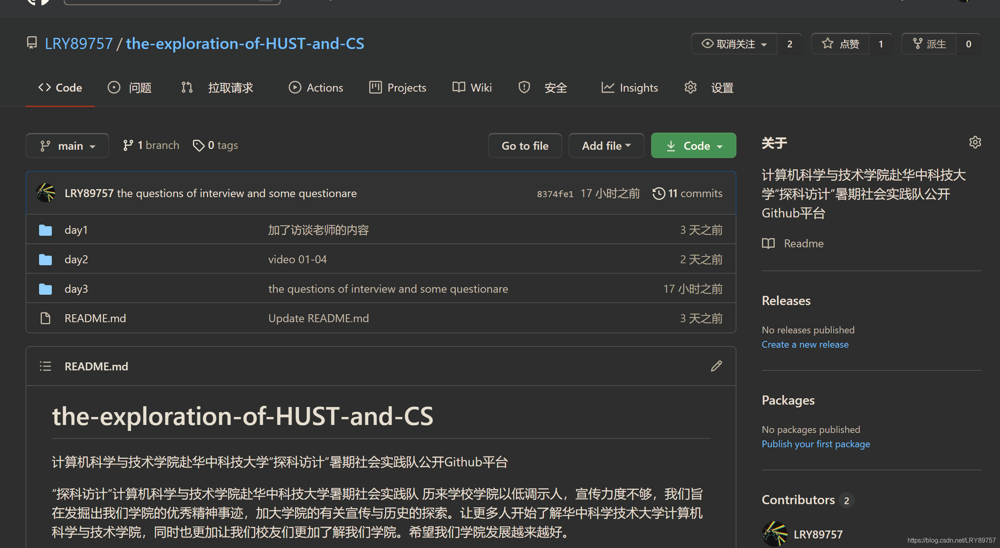 LRY89757 / the-exploration-of-HUST-and-CS
取消关注 2 点赞 1 派生 0
Code 问题 拉取请求 Actions Projects Wiki 安全 Insights 设置
main 1 branch 0 tags Go to file Add file Code
LRY89757 the questions of interview and some questionare 8374fe1 17 小时之前 11 commits
day1 加了访谈老师的内容 3 天之前
day2 video 01-04 2 天之前
day3 the questions of interview and some questionare 17 小时之前
README.md Update README.md 3 天之前
README.md
the-exploration-of-HUST-and-CS
计算机科学与技术学院赴华中科技大学“探科访计”暑期社会实践队公开Github平台
“探科访计”计算机科学与技术学院赴华中科技大学暑期社会实践队 历来学校学院以低调示人，宣传力度不够，我们旨
在发掘出我们学院的优秀精神事迹，加大学院的有关宣传与历史的探索。让更多人开始了解华中科学技术大学计算机
科学与技术学院，同时也更加让我们校友们更加了解我们学院。希望我们学院发展越来越好。
关于
计算机科学与技术学院赴华中科技大
学“探科访计”暑期社会实践队公开
Github平台
Readme
Releases
No releases published
Create a new release
Packages
No packages published
Publish your first package
Contributors 2
LRY89757
https://blog.csdn.net/LRY89757